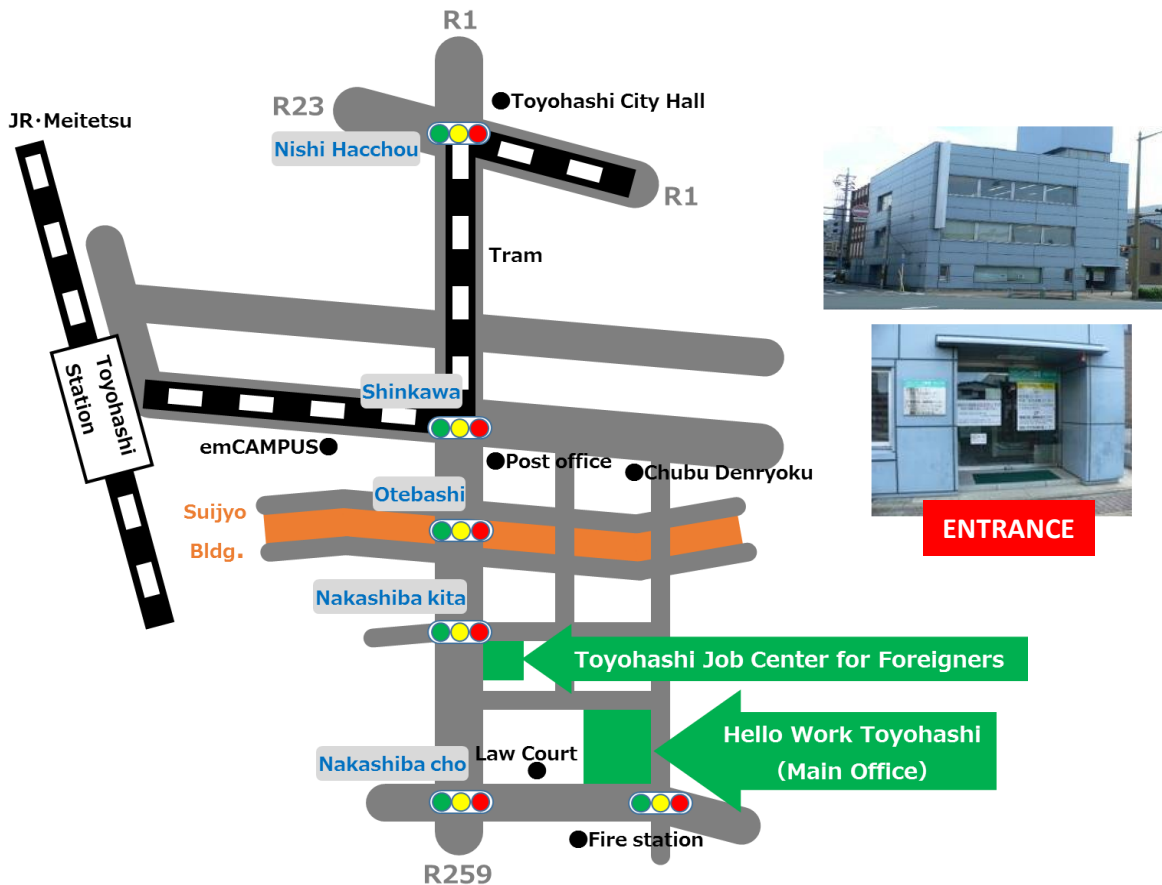 R1
R23
Toyohashi City Hall
JR･Meitetsu
Nishi Hacchou
R1
Tram
Toyohashi
Station
Shinkawa
emCAMPUS
Post office
Chubu Denryoku
Otebashi
Suijyo
Bldg.
ENTRANCE
Nakashiba kita
Toyohashi Job Center for Foreigners
Hello Work Toyohashi
（Main Office）
Law Court
Nakashiba cho
Fire station
R259